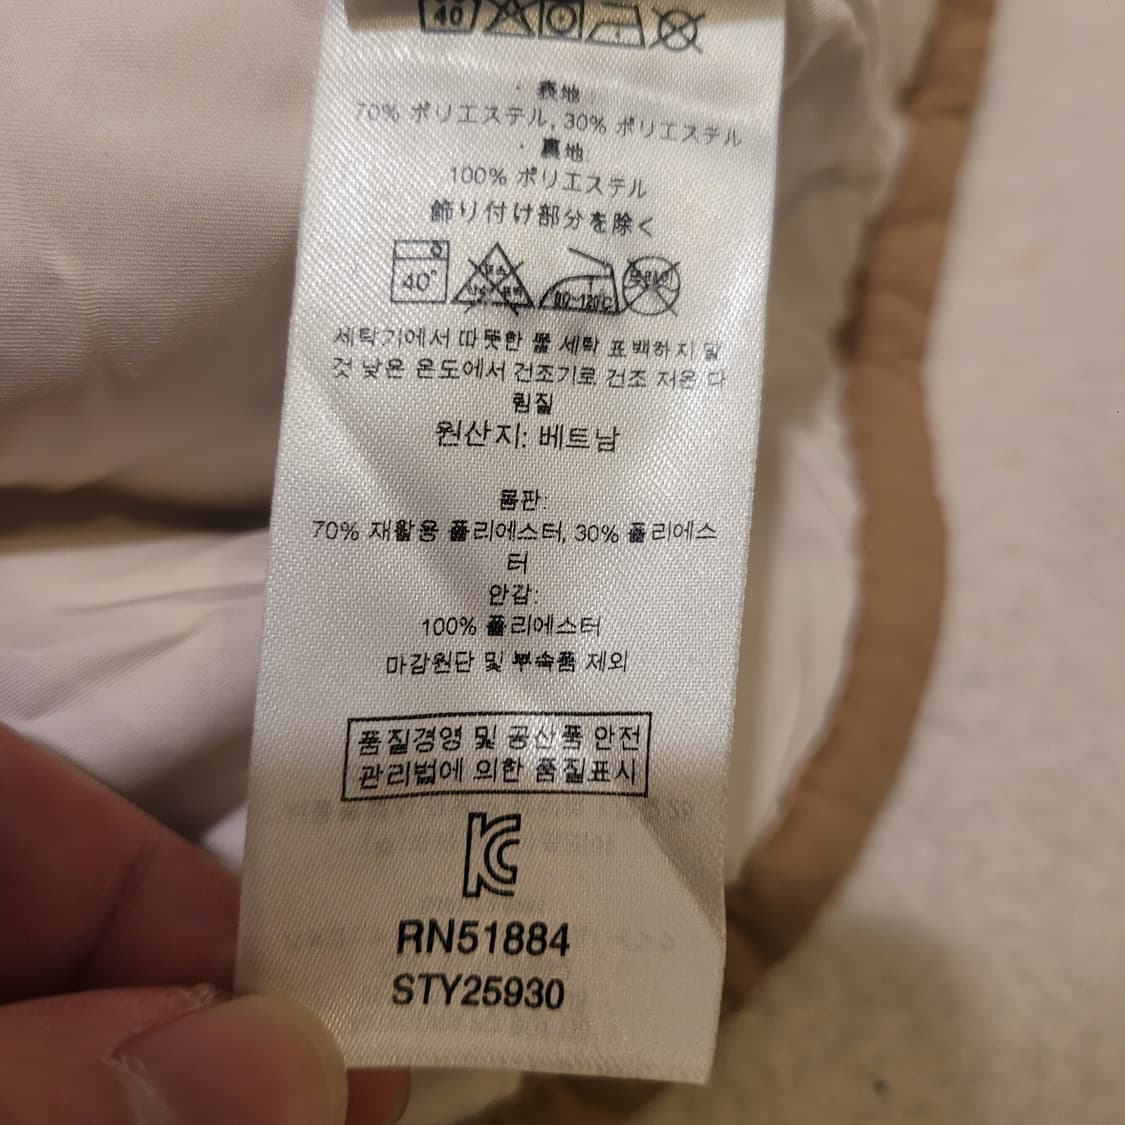 40
・表地:
70% ポリエステル, 30% ポリエステル
・裏地:
100% ポリエステル
飾り付け部分を除く
40°
80~120℃
세탁기에서 따뜻한 물 세탁 표백하지 말
것 낮은 온도에서 건조기로 건조 저온 다
림질
원산지: 베트남
몸판:
70% 재활용 폴리에스터, 30% 폴리에스
터
안감:
100% 폴리에스터
마감원단 및 부속품 제외
품질경영 및 공산품 안전
관리법에 의한 품질표시
KC
RN51884
STY25930